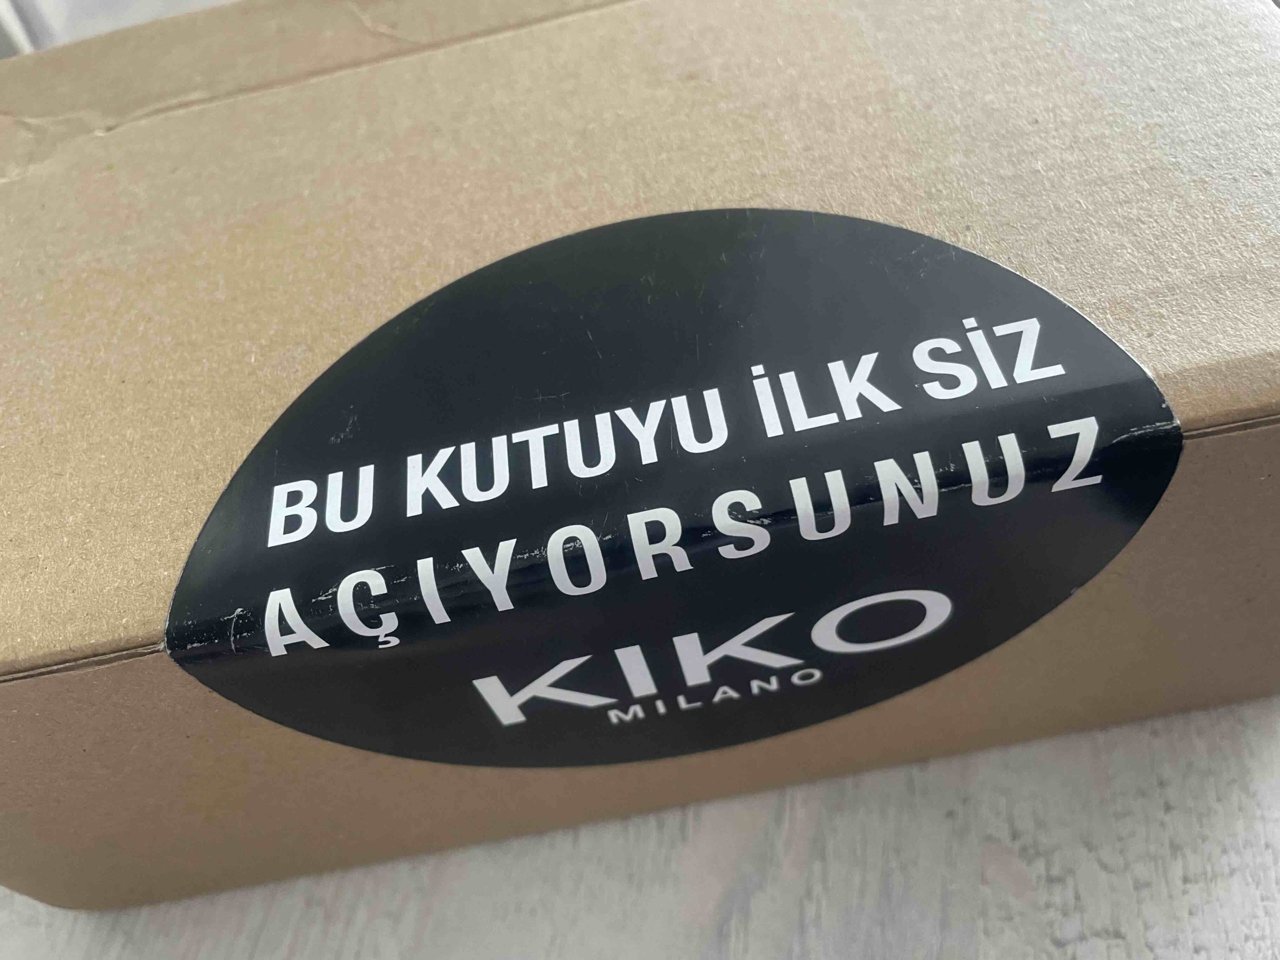 BU KUTUYU İLK SİZ
AÇIYORSUNUZ
KIKO
MILANO